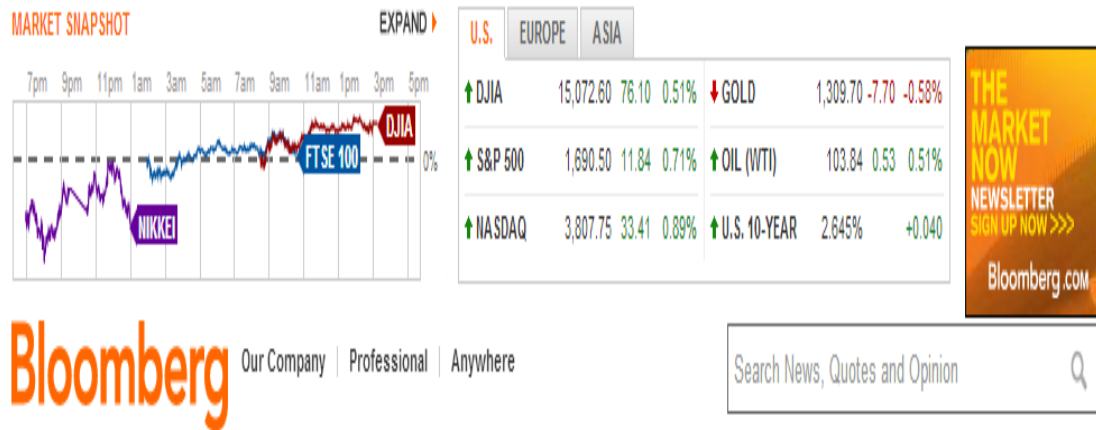 MARKET SNAPSHOT EXPAND
7pm 9pm 11pm 1am 3am 5am 7am 9am 11am 1pm 3pm 5pm
DJIA
FTSE 100
0%
NIKKEI
U.S. EUROPE ASIA
DJIA 15,072.60 76.10 0.51% GOLD 1,309.70 -7.70 -0.58%
S&P 500 1,690.50 11.84 0.71% OIL (WTI) 103.84 0.53 0.51%
NASDAQ 3,807.75 33.41 0.89% U.S. 10-YEAR 2.645% +0.040
THE
MARKET
NOW
NEWSLETTER
SIGN UP NOW >>>
Bloomberg.com
Bloomberg Our Company Professional Anywhere
Search News, Quotes and Opinion